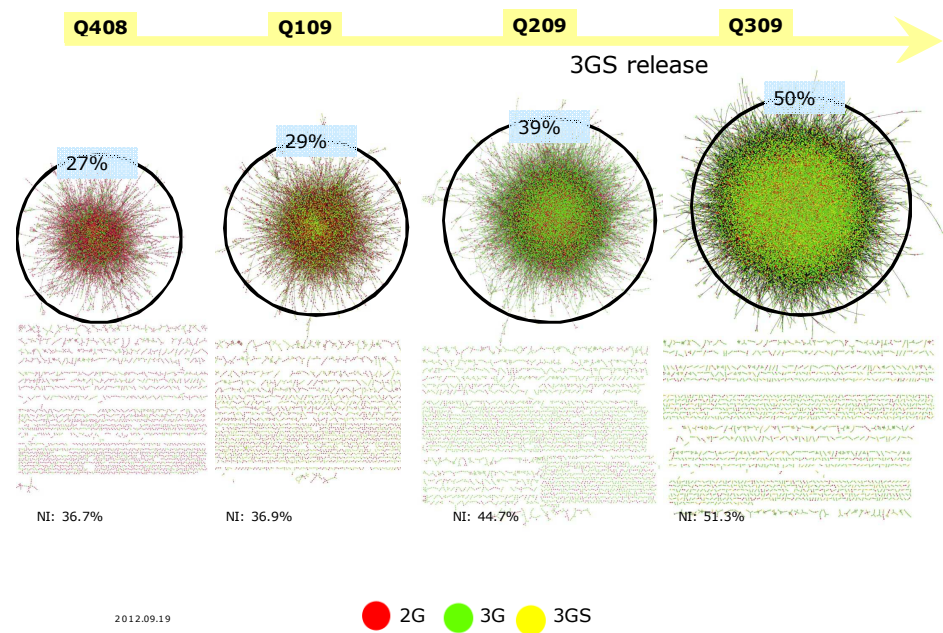 Q408 Q109 Q209 Q309
3GS release
27% 29% 39% 50%
NI: 36.7% NI: 36.9% NI: 44.7% NI: 51.3%
2012.09.19
2G 3G 3GS